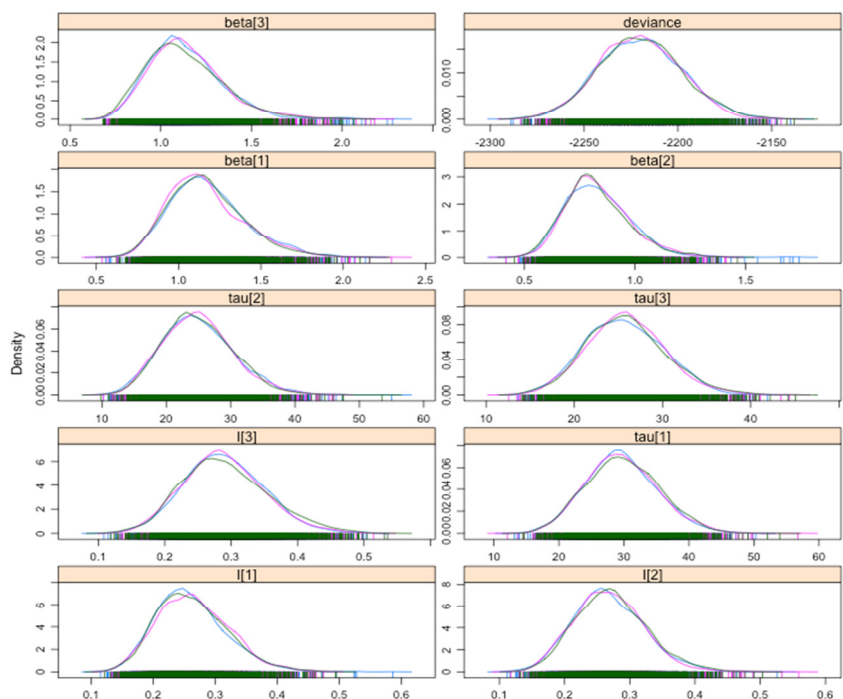 beta[3]
deviance
0.0 0.5 1.0 1.5 2.0
0.000 0.010
0.5 1.0 1.5 2.0
-2300 -2250 -2200 -2150
beta[1]
beta[2]
0.0 0.5 1.0 1.5
0 1 2 3
0.5 1.0 1.5 2.0 2.5
0.5 1.0 1.5
tau[2]
tau[3]
Density
0.00 0.02 0.04 0.06
0.00 0.04 0.08
10 20 30 40 50 60
10 20 30 40
l[3]
tau[1]
0 2 4 6
0.00 0.02 0.04 0.06
0.1 0.2 0.3 0.4 0.5
10 20 30 40 50 60
l[1]
l[2]
0 2 4 6
0 2 4 6 8
0.1 0.2 0.3 0.4 0.5 0.6
0.1 0.2 0.3 0.4 0.5 0.6